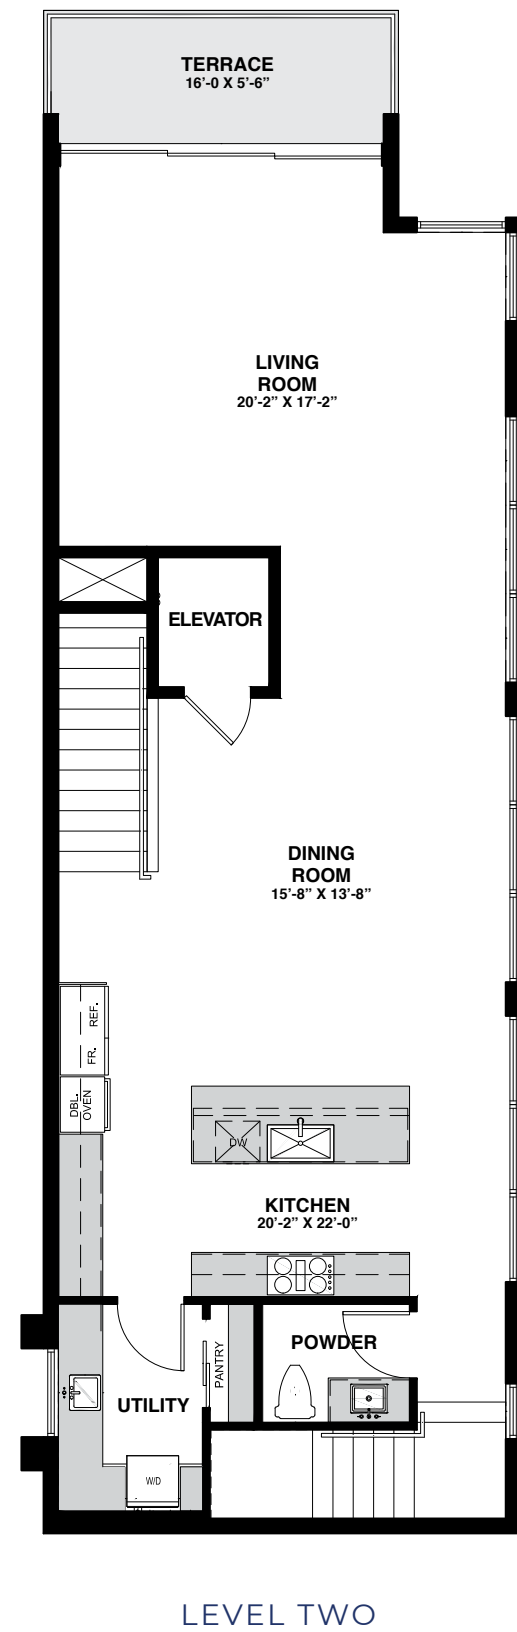 TERRACE
16’-0 X 5’-6”
LIVING
ROOM
20’-2” X 17’-2”
ELEVATOR
DINING
ROOM
15’-8” X 13’-8”
REF.
FR.
DBL.
OVEN
DW
KITCHEN
20’-2” X 22’-0”
POWDER
PANTRY
UTILITY
W/D
LEVEL TWO